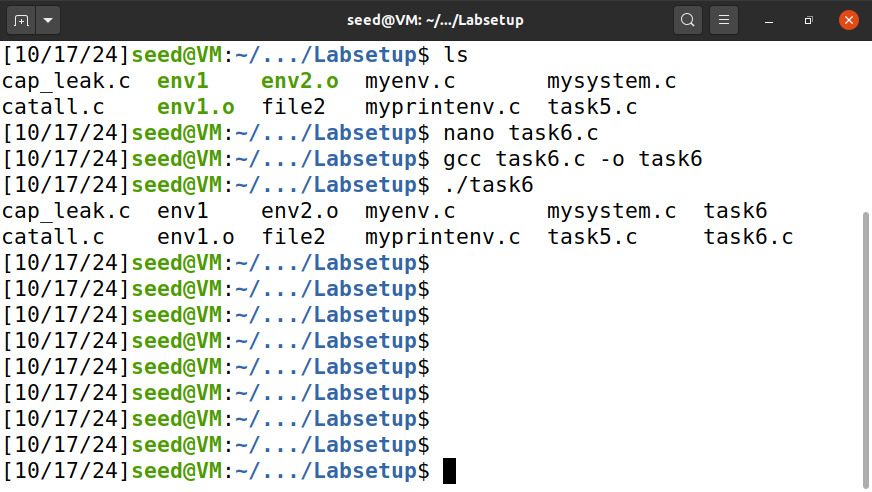 seed@VM: ~/.../Labsetup
[10/17/24]seed@VM:~/.../Labsetup$ ls
cap_leak.c  env1    env2.o  myenv.c       mysystem.c
catall.c    env1.o  file2   myprintenv.c  task5.c
[10/17/24]seed@VM:~/.../Labsetup$ nano task6.c
[10/17/24]seed@VM:~/.../Labsetup$ gcc task6.c -o task6
[10/17/24]seed@VM:~/.../Labsetup$ ./task6
cap_leak.c  env1    env2.o  myenv.c       mysystem.c  task6
catall.c    env1.o  file2   myprintenv.c  task5.c     task6.c
[10/17/24]seed@VM:~/.../Labsetup$
[10/17/24]seed@VM:~/.../Labsetup$
[10/17/24]seed@VM:~/.../Labsetup$
[10/17/24]seed@VM:~/.../Labsetup$
[10/17/24]seed@VM:~/.../Labsetup$
[10/17/24]seed@VM:~/.../Labsetup$
[10/17/24]seed@VM:~/.../Labsetup$
[10/17/24]seed@VM:~/.../Labsetup$
[10/17/24]seed@VM:~/.../Labsetup$